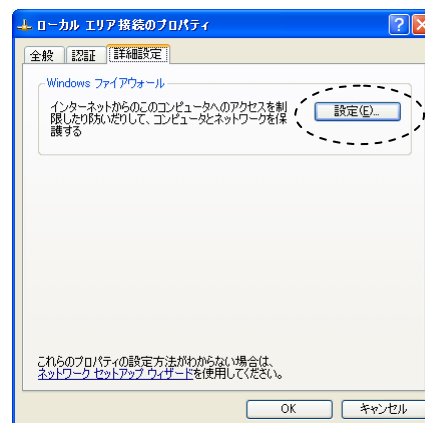 ローカル エリア接続のプロパティ
全般 認証 詳細設定
Windows ファイアウォール
インターネットからのこのコンピュータへのアクセスを制
限したり防いだりして、コンピュータとネットワークを保
護する
設定(E)...
これらのプロパティの設定方法がわからない場合は、
ネットワーク セットアップ ウィザードを使用してください。
OK キャンセル